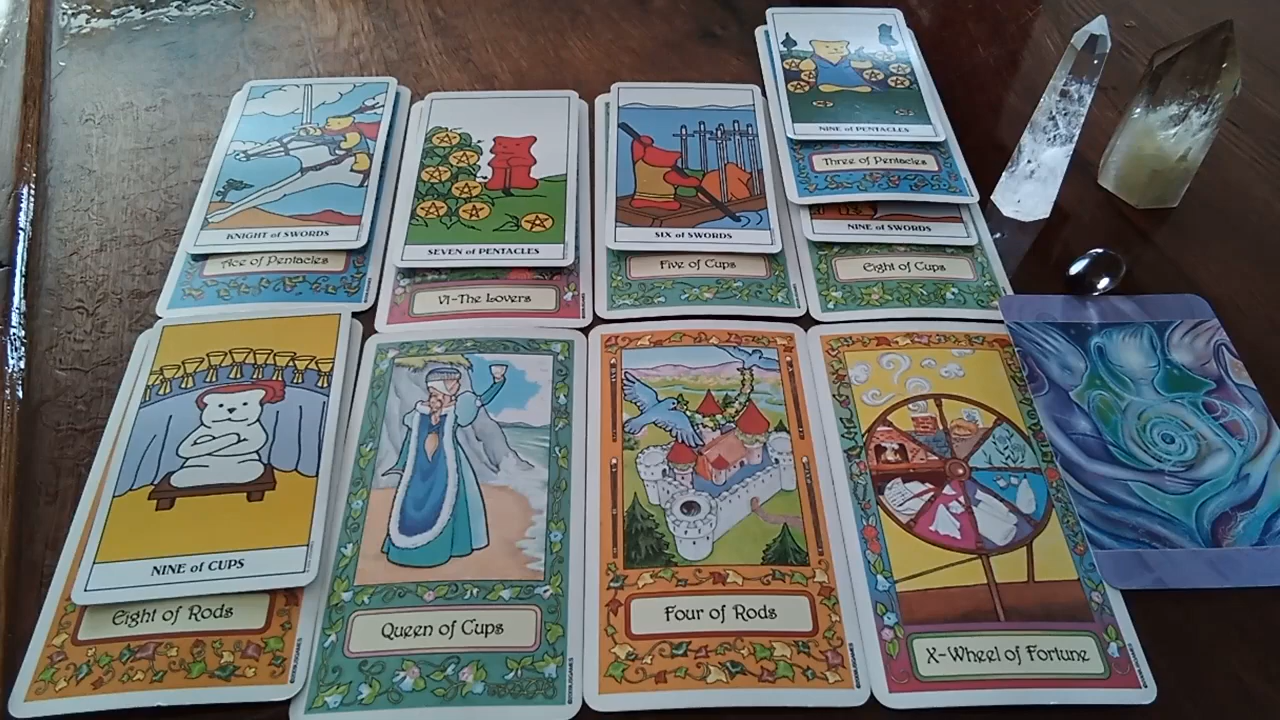 NINE of PENTACLES
Three of Pentacles
KNIGHT of SWORDS
Ace of Pentacles
SEVEN of PENTACLES
VI-The Lovers
SIX of SWORDS
Five of Cups
NINE of SWORDS
Eight of Cups
NINE of CUPS
Eight of Rods
Queen of Cups
Four of Rods
X-Wheel of Fortune